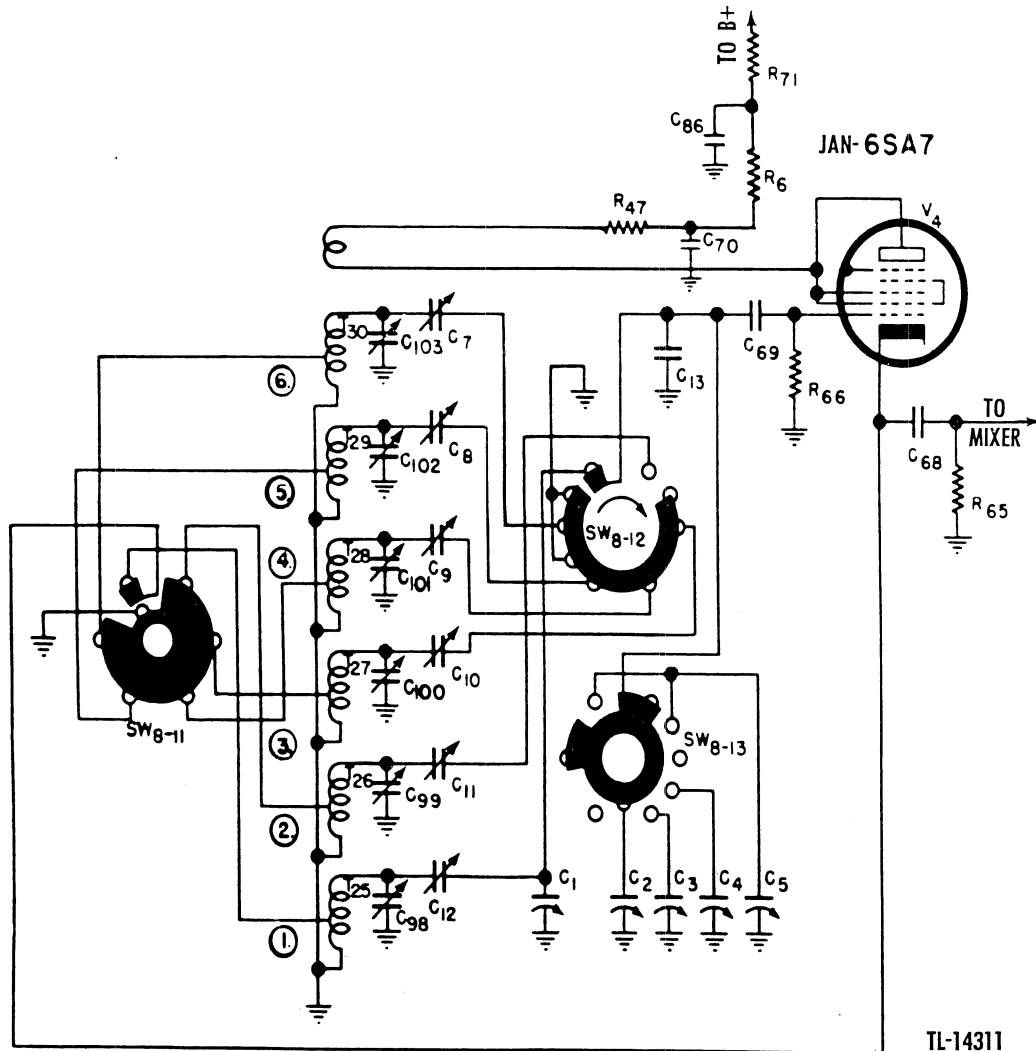 TO B+
R71
C86
R6
JAN-6SA7
V4
R47
C70
30
C103
C7
6.
C69
C13
R66
TO
MIXER
C68
R65
29
C102
C8
5.
SW8-12
28
C101
C9
4.
27
C100
C10
3.
SW8-11
SW8-13
26
C99
C11
2.
25
C98
C12
1.
C1
C2
C3
C4
C5
TL-14311